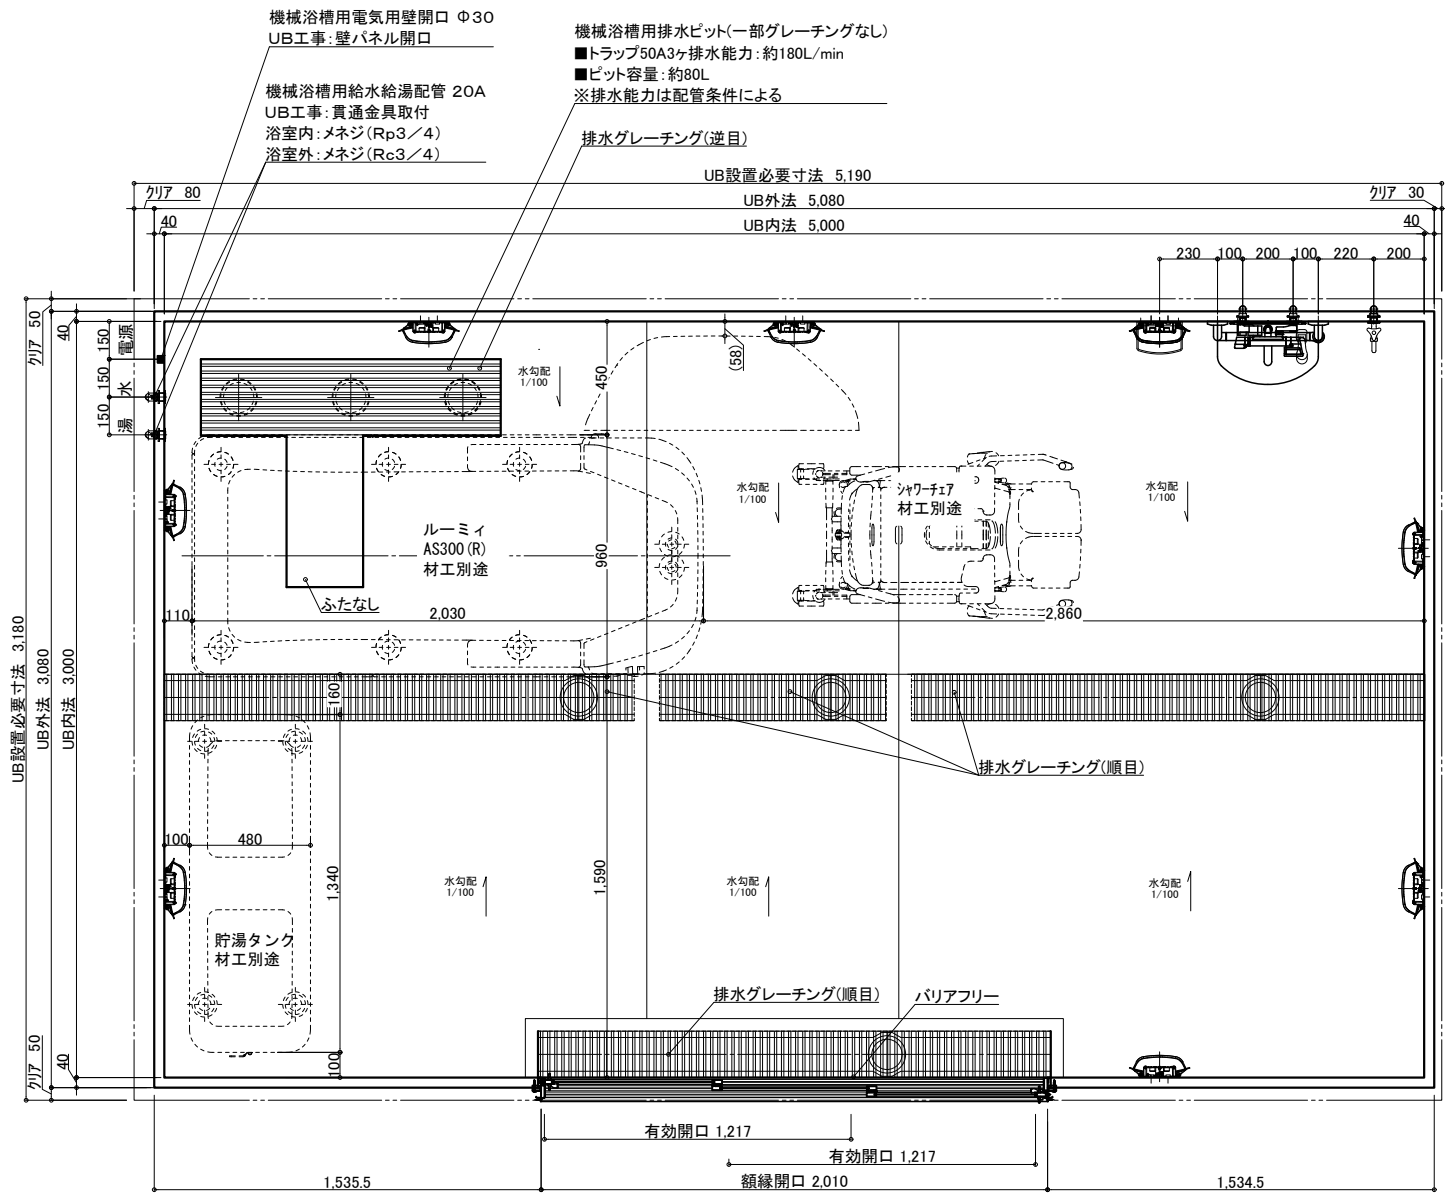 機械浴槽用電気用壁開口 Φ30
UB工事:壁パネル開口
機械浴槽用給水給湯配管 20A
UB工事:貫通金具取付
浴室内:メネジ(Rp3/4)
浴室外:メネジ(Rc3/4)
機械浴槽用排水ピット(一部グレーチングなし)
■トラップ50A3ヶ排水能力:約180L/min
■ピット容量:約80L
※排水能力は配管条件による
排水グレーチング(逆目)
UB設置必要寸法 5,190
クリア 80
UB外法 5,080
クリア 30
40
UB内法 5,000
40
230
100
200
100
220
200
クリア 50
40
150
電源
150
水
150
湯
(58)
450
水勾配
1/100
水勾配
1/100
シャワーチェア
材工別途
水勾配
1/100
ルーミィ
AS300(R)
材工別途
960
ふたなし
110
2,030
2,860
UB設置必要寸法 3,180
UB外法 3,080
UB内法 3,000
160
排水グレーチング(順目)
100
480
1,340
1,590
水勾配
1/100
水勾配
1/100
水勾配
1/100
貯湯タンク
材工別途
排水グレーチング(順目)
バリアフリー
100
クリア 50
40
有効開口 1,217
有効開口 1,217
1,535.5
額縁開口 2,010
1,534.5